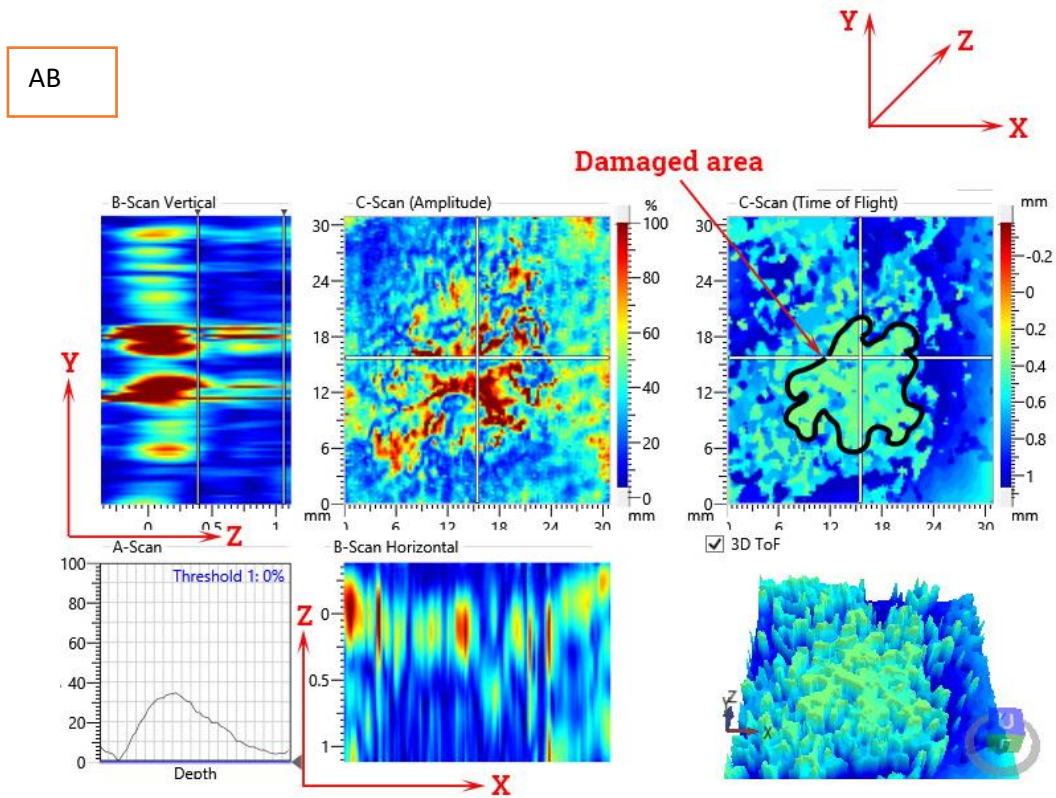 AB
Y
Z
X
Damaged area
B-Scan Vertical
C-Scan (Amplitude)
%
C-Scan (Time of Flight)
mm
30
24
18
12
6
0
mm
100
80
60
40
20
0
mm
30
24
18
12
6
0
mm
-0.2
0
-0.2
-0.4
-0.6
-0.8
1
mm
Y
0
0.5
1
Z
6
12
18
24
30
6
12
18
24
30
A-Scan
B-Scan Horizontal
3D ToF
Threshold 1: 0%
100
80
60
40
20
0
Depth
Z
0
0.5
1
X
Z
X
U